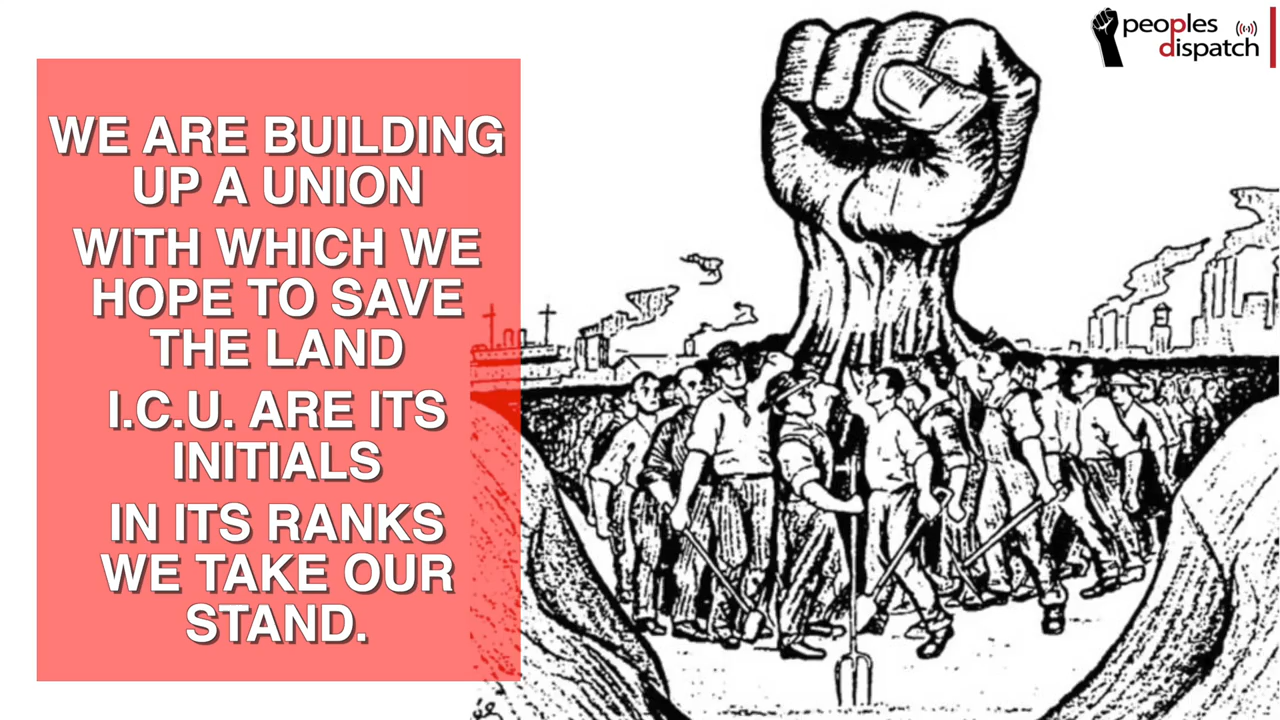 peoples
dispatch
WE ARE BUILDING
UP A UNION
WITH WHICH WE
HOPE TO SAVE
THE LAND
I.C.U. ARE ITS
INITIALS
IN ITS RANKS
WE TAKE OUR
STAND.